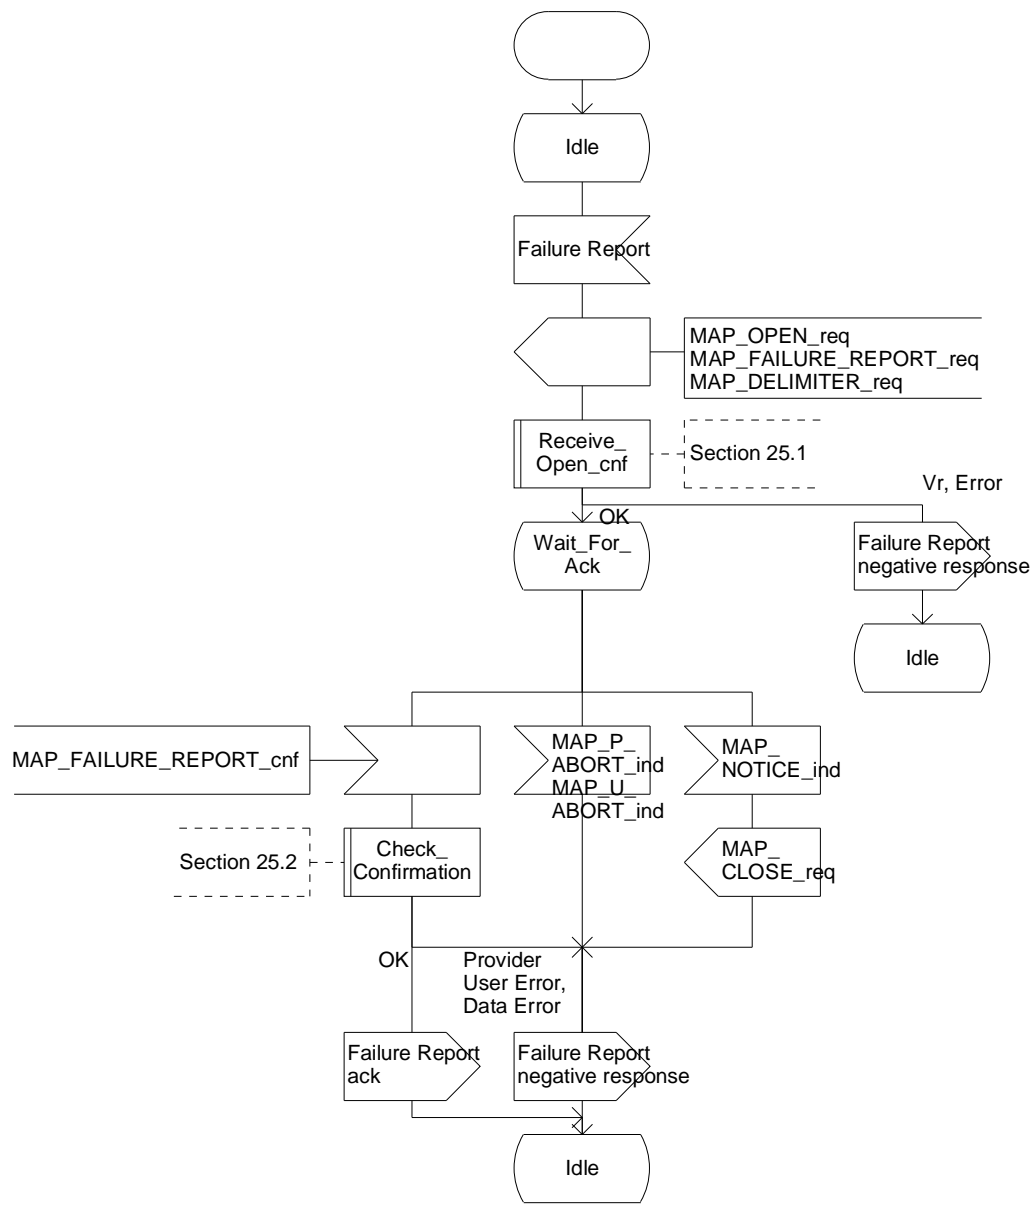 Idle
Failure Report
MAP_OPEN_req
MAP_FAILURE_REPORT_req
MAP_DELIMITER_req
Receive_
Open_cnf
Section 25.1
Vr, Error
OK
Wait_For_
Ack
Failure Report
negative response
Idle
MAP_FAILURE_REPORT_cnf
MAP_P_
ABORT_ind
MAP_U_
ABORT_ind
MAP_
NOTICE_ind
Section 25.2
Check_
Confirmation
MAP_
CLOSE_req
OK
Provider
User Error,
Data Error
Failure Report
ack
Failure Report
negative response
Idle